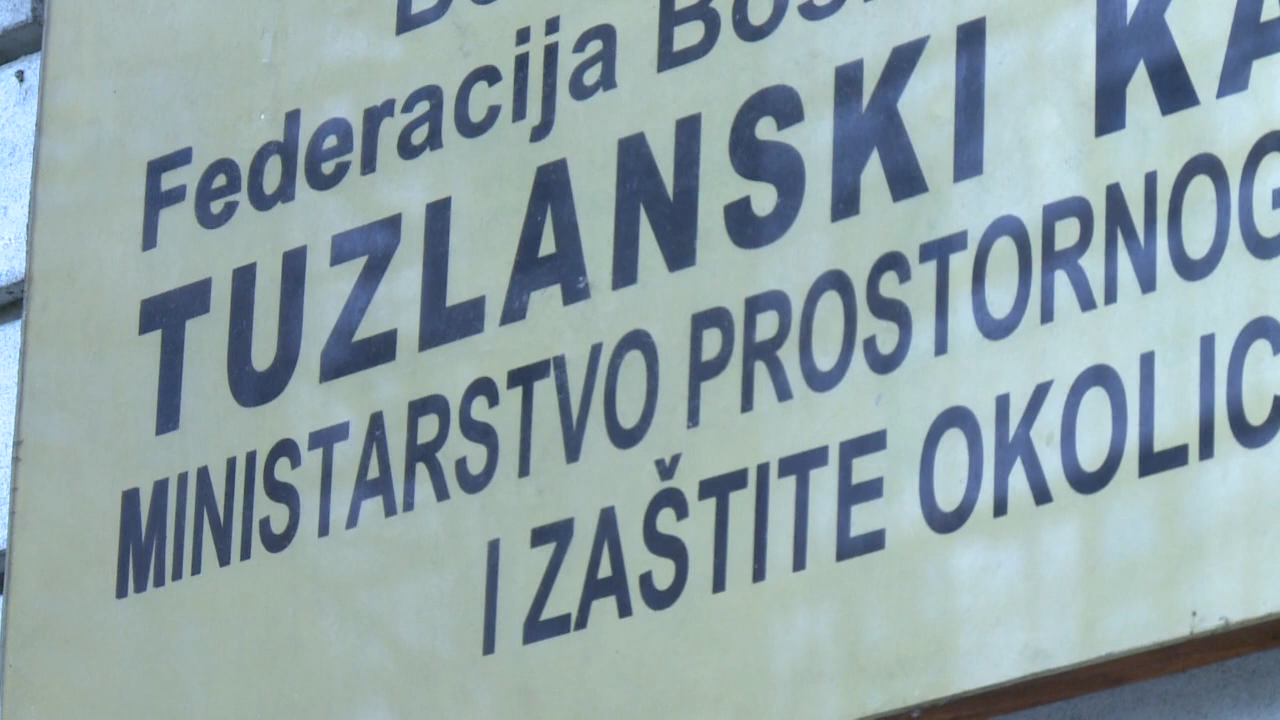 Federacija Bos
TUZLANSKI KA
MINISTARSTVO PROSTORNOG
I ZAŠTITE OKOLIC